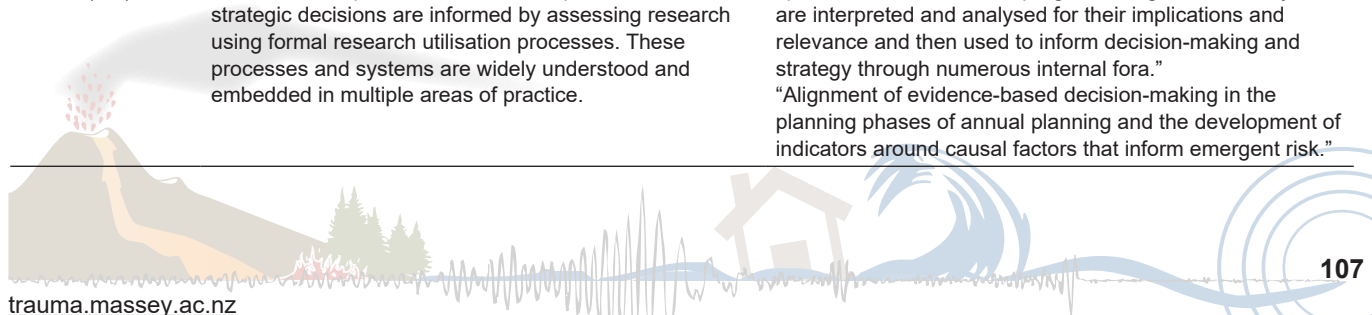 strategic decisions are informed by assessing research
using formal research utilisation processes. These
processes and systems are widely understood and
embedded in multiple areas of practice.
are interpreted and analysed for their implications and
relevance and then used to inform decision-making and
strategy through numerous internal fora.”
“Alignment of evidence-based decision-making in the
planning phases of annual planning and the development of
indicators around causal factors that inform emergent risk.”
107
trauma.massey.ac.nz